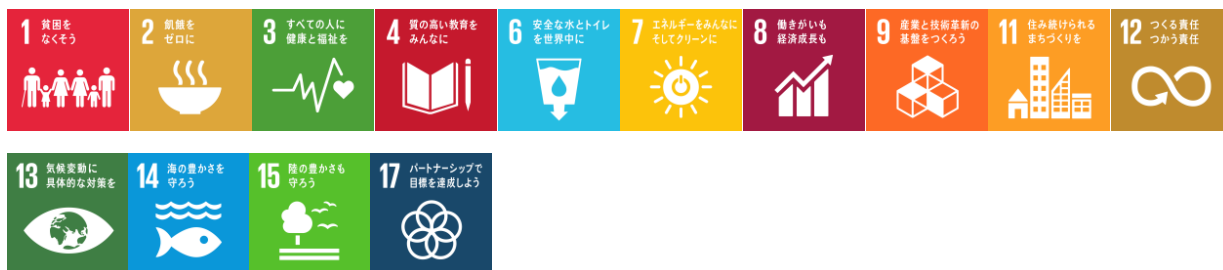 1 貧困を
なくそう
2 飢餓を
ゼロに
3 すべての人に
健康と福祉を
4 質の高い教育を
みんなに
6 安全な水とトイレ
を世界中に
7 エネルギーをみんなに
そしてクリーンに
8 働きがいも
経済成長も
9 産業と技術革新の
基盤をつくろう
11 住み続けられる
まちづくりを
12 つくる責任
つかう責任
13 気候変動に
具体的な対策を
14 海の豊かさを
守ろう
15 陸の豊かさも
守ろう
17 パートナーシップで
目標を達成しよう